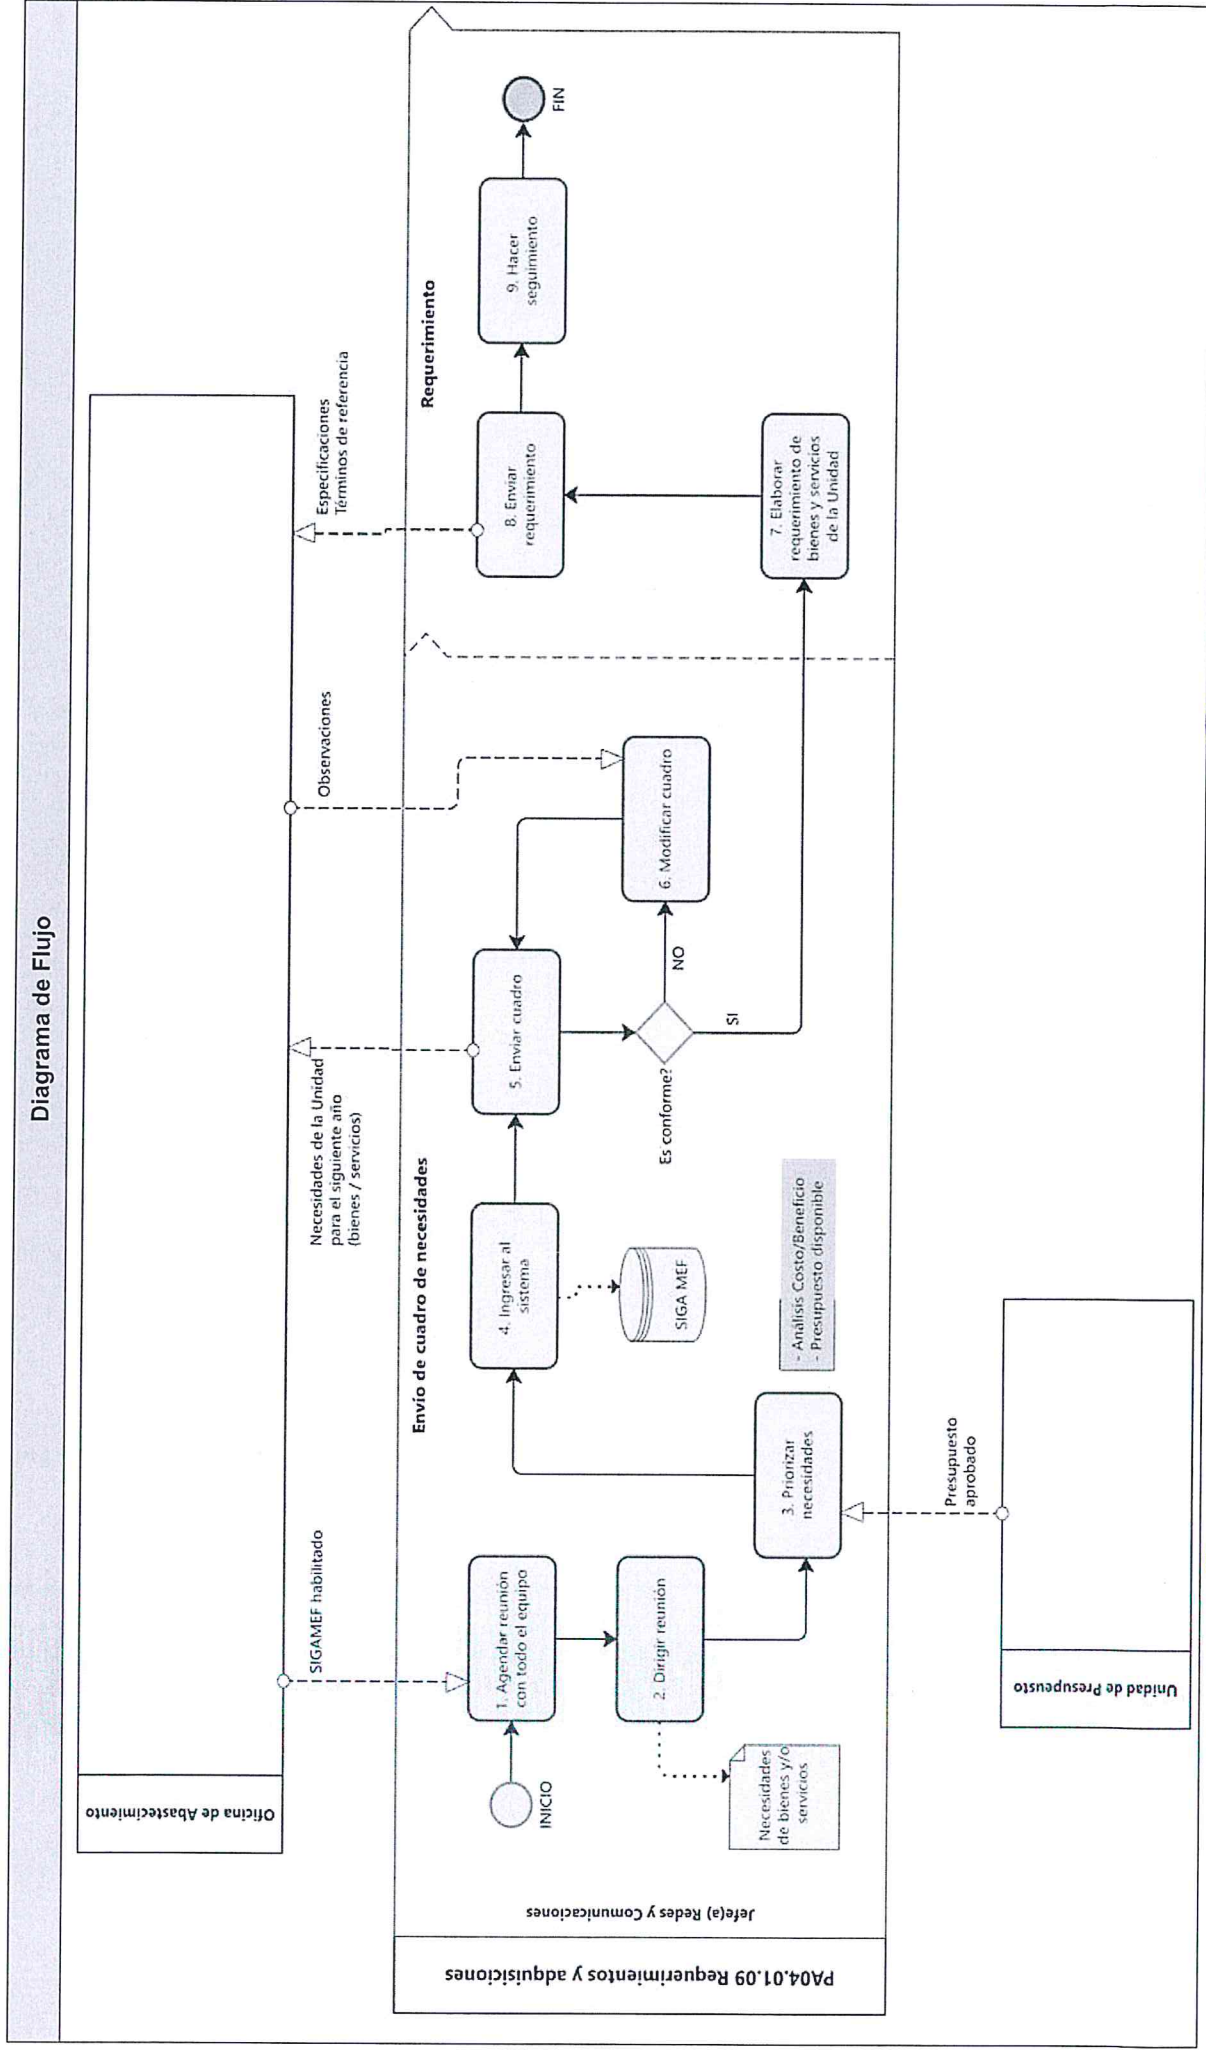 Diagrama de Flujo
Oficina de Abastecimiento
SIGAMEF habilitado
Necesidades de la Unidad
para el siguiente año
(bienes / servicios)
Observaciones
Especificaciones
Términos de referencia
PA04.01.09 Requerimientos y adquisiciones
Jefe(a) Redes y Comunicaciones
Envío de cuadro de necesidades
INICIO
1. Agendar reunión
con todo el equipo
2. Dirigir reunión
Necesidades
de bienes y/o
servicios
3. Priorizar
necesidades
- Análisis Costo/Beneficio
- Presupuesto disponible
4. Ingresar al
sistema
SIGA MEF
5. Enviar cuadro
Es conforme?
NO
SI
6. Modificar cuadro
Requerimiento
7. Elaborar
requerimiento de
bienes y servicios
de la Unidad
8. Enviar
requerimiento
9. Hacer
seguimiento
FIN
Presupuesto
aprobado
Unidad de Presupeusto